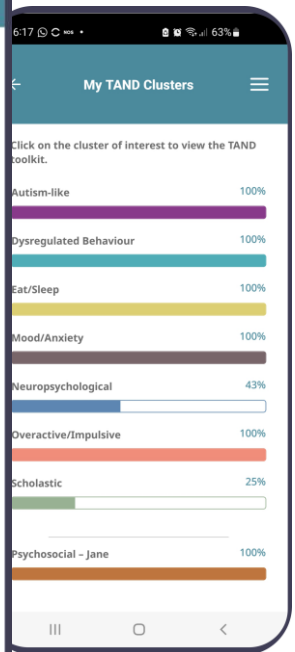 6:17 63%
My TAND Clusters
Click on the cluster of interest to view the TAND
toolkit.
Autism-like 100%
Dysregulated Behaviour 100%
Eat/Sleep 100%
Mood/Anxiety 100%
Neuropsychological 43%
Overactive/Impulsive 100%
Scholastic 25%
Psychosocial – Jane 100%